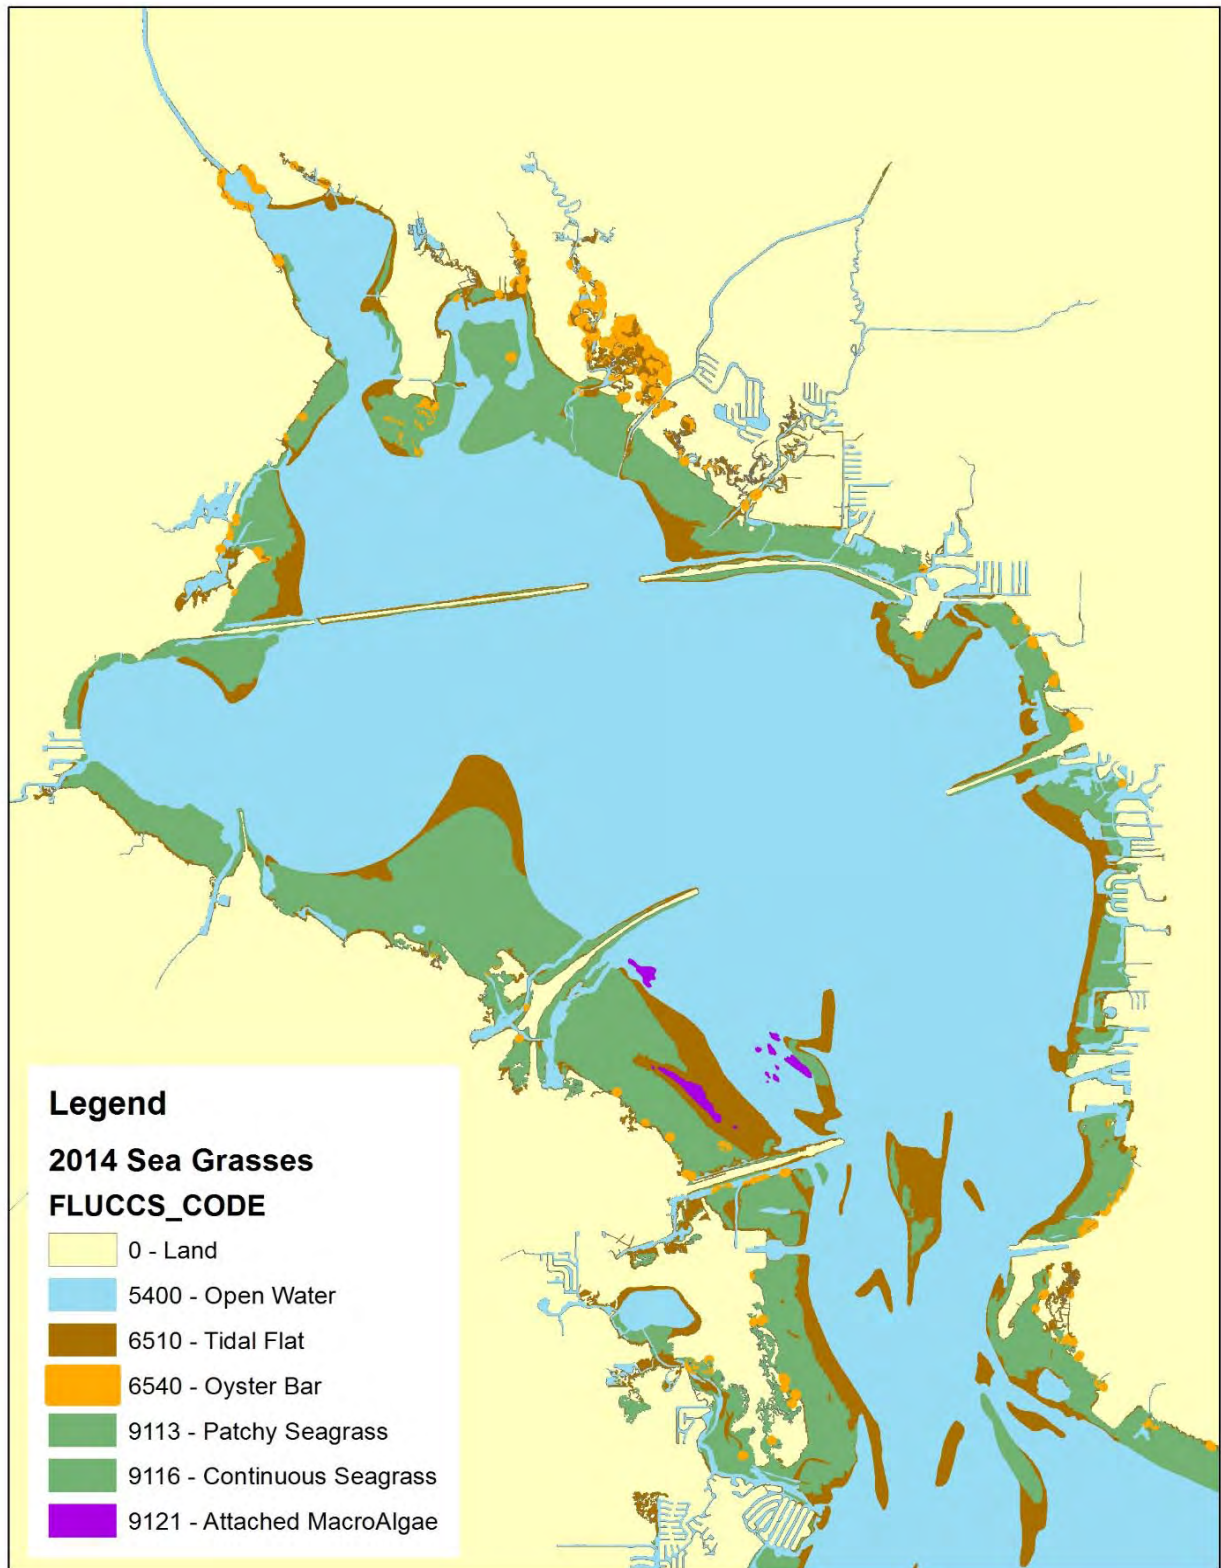 Legend
2014 Sea Grasses
FLUCCS_CODE
0 - Land
5400 - Open Water
6510 - Tidal Flat
6540 - Oyster Bar
9113 - Patchy Seagrass
9116 - Continuous Seagrass
9121 - Attached MacroAlgae